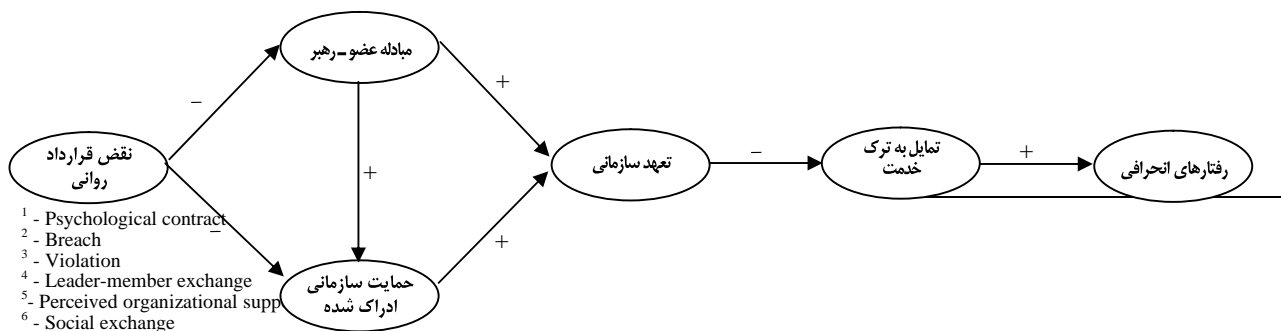 مبادله عضو ـ رهبر
−
+
نقض قرارداد
روانی
+
تعهد سازمانی
−
تمایل به ترک
خدمت
+
رفتارهای انحرافی
−
+
حمایت سازمانی
ادراک شده
1 - Psychological contract
2 - Breach
3 - Violation
4 - Leader-member exchange
5- Perceived organizational supp
6 - Social exchange